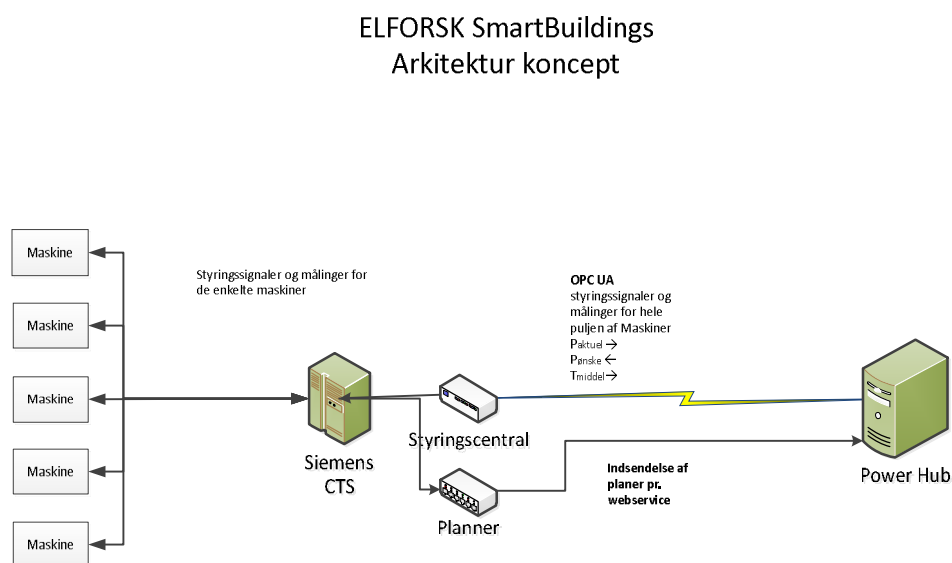 ELFORSK SmartBuildings
Arkitektur koncept
Maskine
Maskine
Maskine
Maskine
Maskine
Styringssignaler og målinger for
de enkelte maskiner
OPC UA
styringssignaler og
målinger for hele
puljen af Maskiner
Paktuel →
Pønske ←
Tmiddel →
Siemens
CTS
Styringscentral
Planner
Indsendelse af
planer pr.
webservice
Power Hub